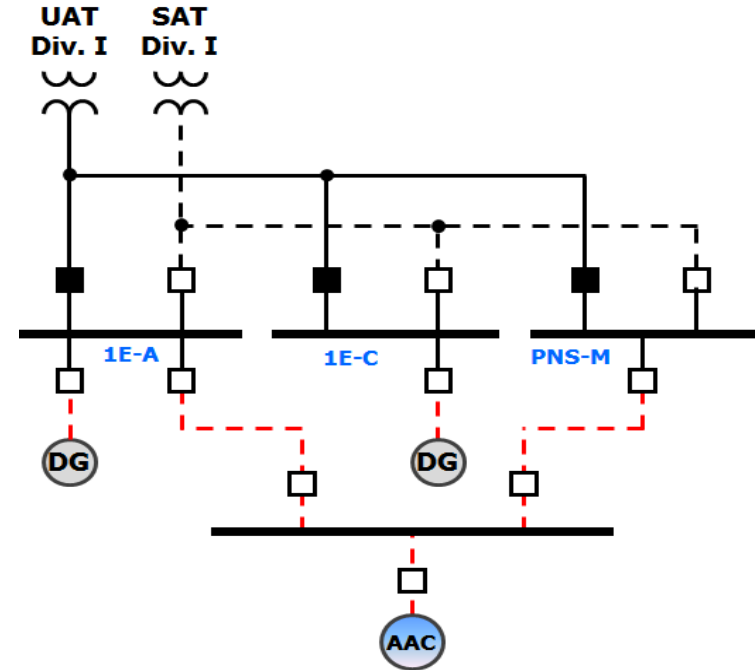 UAT
Div. I
SAT
Div. I
1E-A
1E-C
PNS-M
DG
DG
AAC